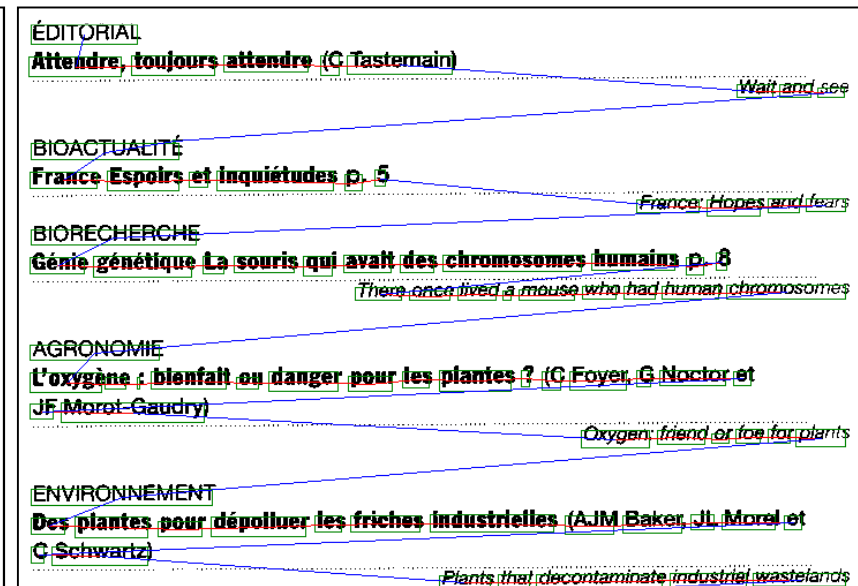 ÉDITORIAL
Attendre, toujours attendre (C Tastemain)
Wait and see
BIOACTUALITÉ
France Espoirs et inquiétudes p. 5
France: Hopes and fears
BIORECHERCHE
Génie génétique La souris qui avait des chromosomes humains p. 8
There once lived a mouse who had human chromosomes
AGRONOMIE
L'oxygène : bienfait ou danger pour les plantes ? (C Foyer, G Noctor et
JF Morot-Gaudry)
Oxygen: friend or foe for plants
ENVIRONNEMENT
Des plantes pour dépolluer les friches industrielles (AJM Baker, JL Morel et
C Schwartz)
Plants that decontaminate industrial wastelands